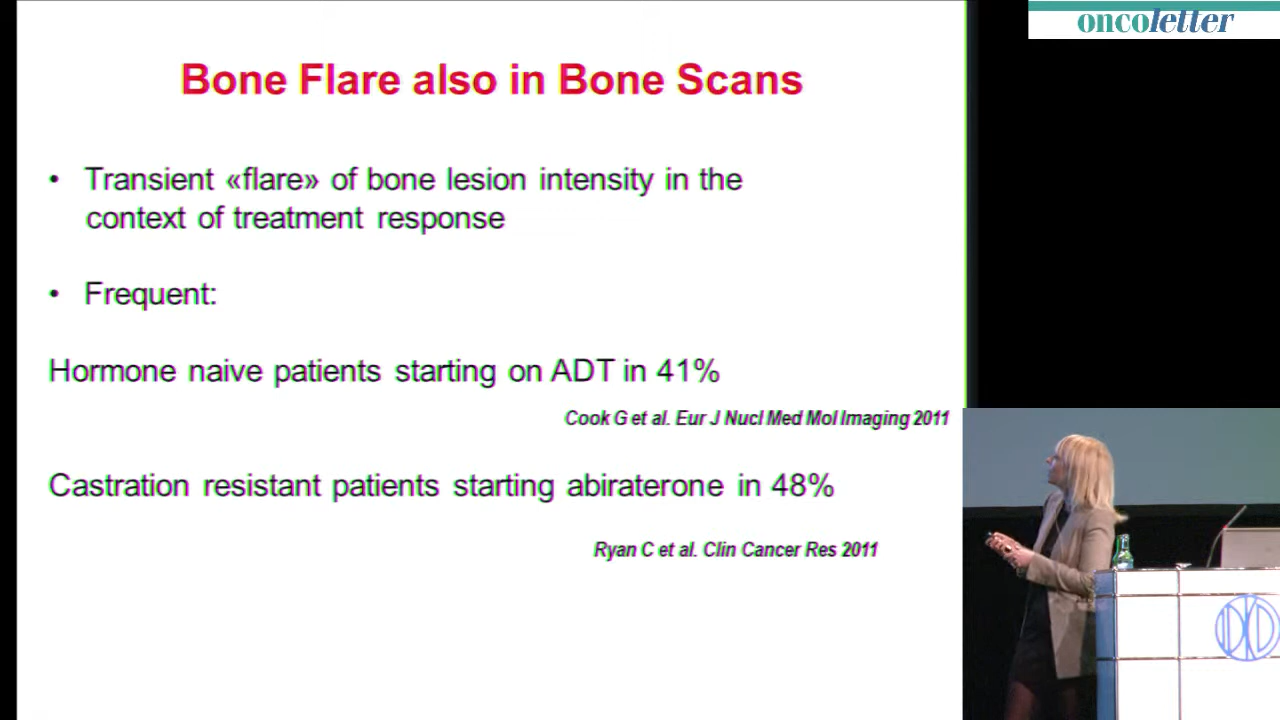 oncoletter
Bone Flare also in Bone Scans
• Transient «flare» of bone lesion intensity in the
context of treatment response
• Frequent:
Hormone naive patients starting on ADT in 41%
Cook G et al. Eur J Nucl Med Mol Imaging 2011
Castration resistant patients starting abiraterone in 48%
Ryan C et al. Clin Cancer Res 2011
IDKD